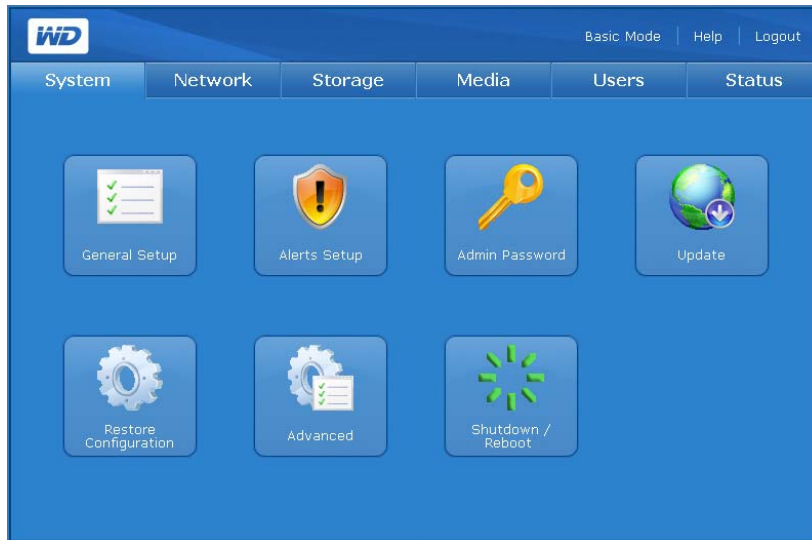 WD
Basic Mode | Help | Logout
System Network Storage Media Users Status
General Setup
Alerts Setup
Admin Password
Update
Restore
Configuration
Advanced
Shutdown /
Reboot